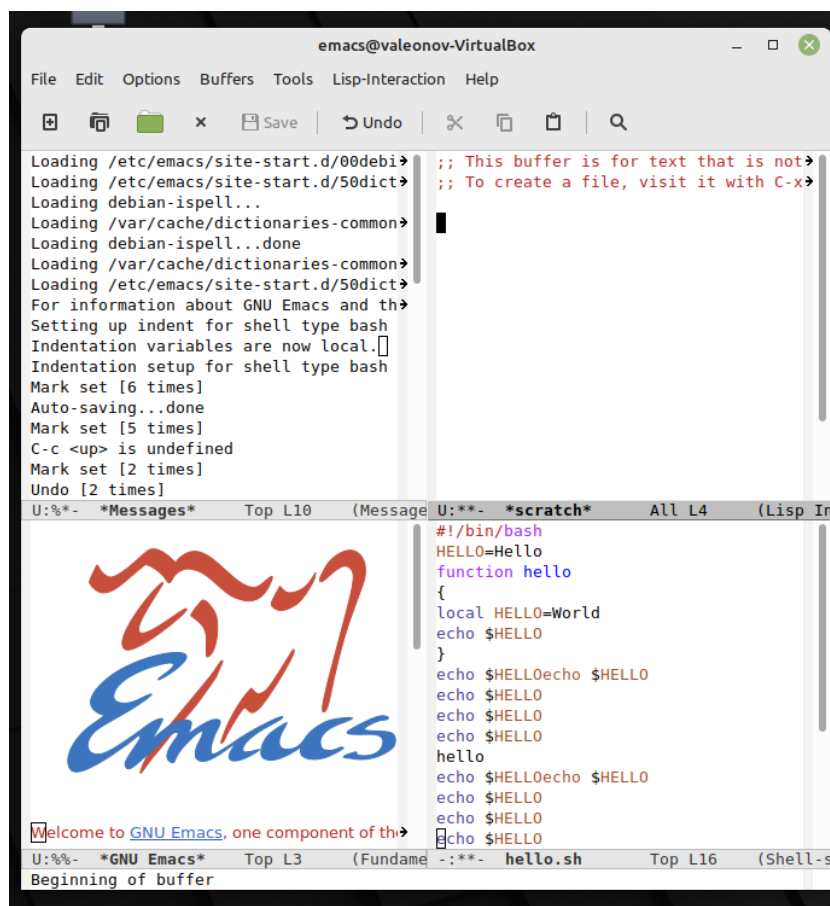 emacs@valeonov-VirtualBox
File Edit Options Buffers Tools Lisp-Interaction Help
Save Undo
Loading /etc/emacs/site-start.d/00debi
Loading /etc/emacs/site-start.d/50dict
Loading debian-ispell...
Loading /var/cache/dictionaries-common
Loading debian-ispell...done
Loading /var/cache/dictionaries-common
Loading /etc/emacs/site-start.d/50dict
For information about GNU Emacs and th
Setting up indent for shell type bash
Indentation variables are now local.
Indentation setup for shell type bash
Mark set [6 times]
Auto-saving...done
Mark set [5 times]
C-c <up> is undefined
Mark set [2 times]
Undo [2 times]
U:%*- *Messages* Top L10 (Message
;; This buffer is for text that is not
;; To create a file, visit it with C-x
U:**- *scratch* All L4 (Lisp In
Emacs
Welcome to GNU Emacs, one component of the
U:%%- *GNU Emacs* Top L3 (Fundame
#!/bin/bash
HELLO=Hello
function hello
{
local HELLO=World
echo $HELLO
}
echo $HELLOecho $HELLO
echo $HELLO
echo $HELLO
echo $HELLO
hello
echo $HELLOecho $HELLO
echo $HELLO
echo $HELLO
echo $HELLO
-:**- hello.sh Top L16 (Shell-s
Beginning of buffer